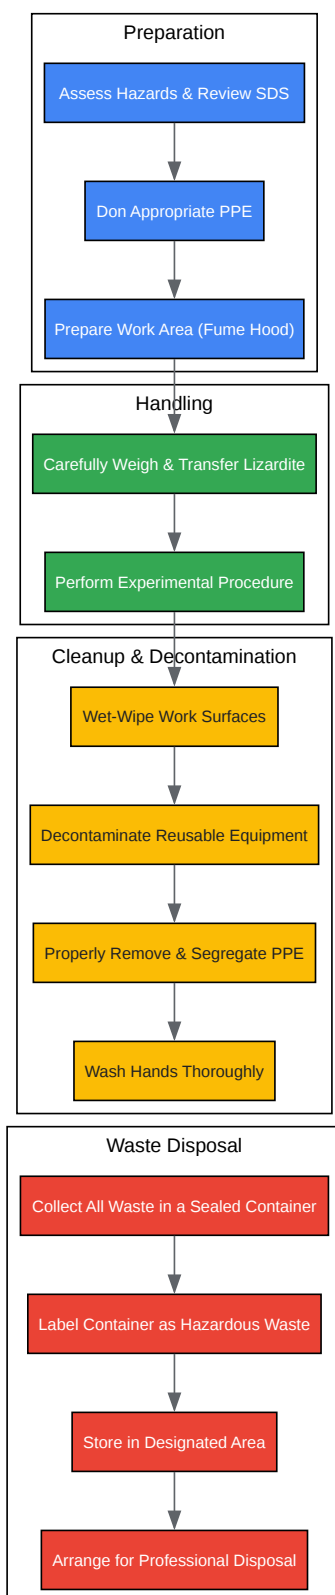 Preparation
Assess Hazards & Review SDS
Don Appropriate PPE
Prepare Work Area (Fume Hood)
Handling
Carefully Weigh & Transfer Lizardite
Perform Experimental Procedure
Cleanup & Decontamination
Wet-Wipe Work Surfaces
Decontaminate Reusable Equipment
Properly Remove & Segregate PPE
Wash Hands Thoroughly
Waste Disposal
Collect All Waste in a Sealed Container
Label Container as Hazardous Waste
Store in Designated Area
Arrange for Professional Disposal